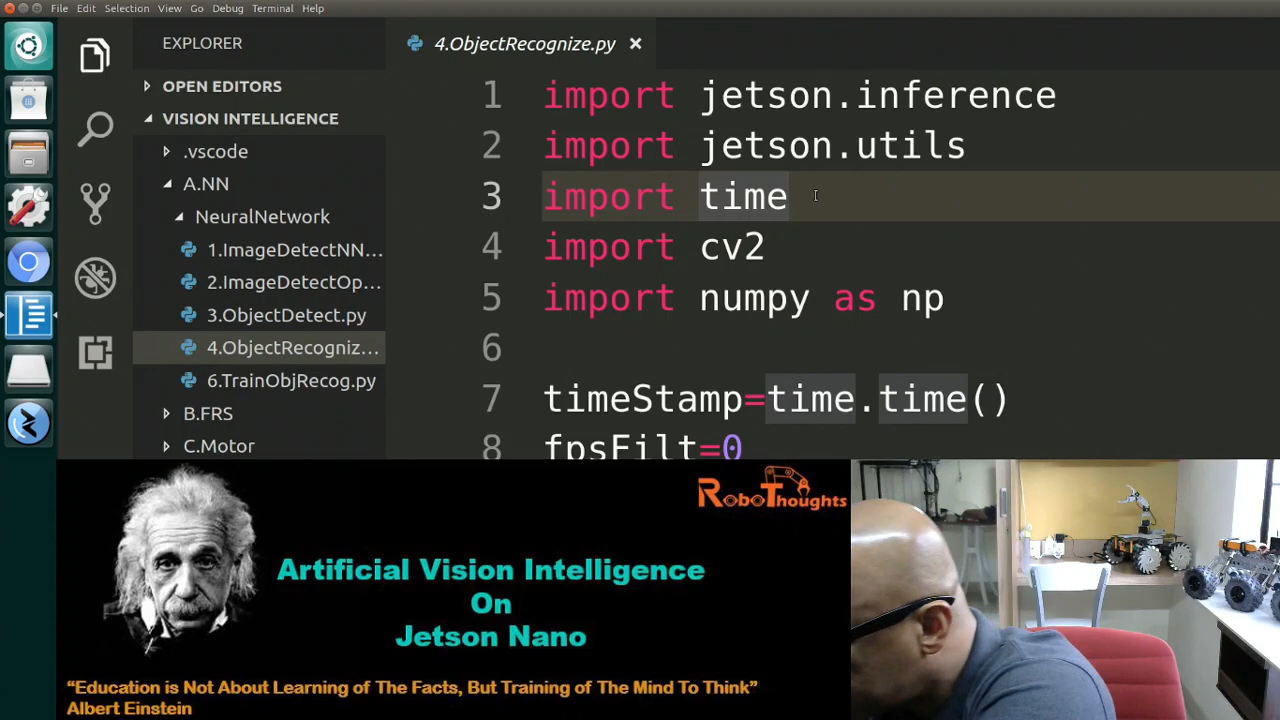 File Edit Selection View Go Debug Terminal Help
EXPLORER
OPEN EDITORS
VISION INTELLIGENCE
.vscode
A.NN
NeuralNetwork
1.ImageDetectNN...
2.ImageDetectOp...
3.ObjectDetect.py
4.ObjectRecogniz...
6.TrainObjRecog.py
B.FRS
C.Motor
4.ObjectRecognize.py
1 import jetson.inference
2 import jetson.utils
3 import time
4 import cv2
5 import numpy as np
6
7 timeStamp=time.time()
8 fpsFilt=0
ROBOTHOUGHTS
Artificial Vision Intelligence
On
Jetson Nano
“Education is Not About Learning of The Facts, But Training of The Mind To Think”
Albert Einstein